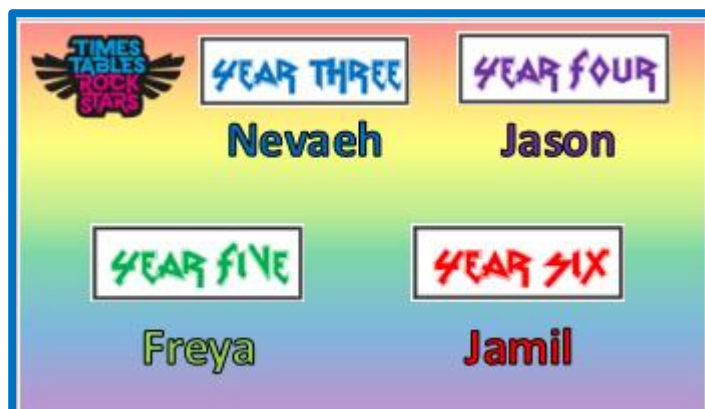 TIMES
TABLES
ROCK
STARS
YEAR THREE
YEAR FOUR
Nevaeh
Jason
YEAR FIVE
YEAR SIX
Freya
Jamil